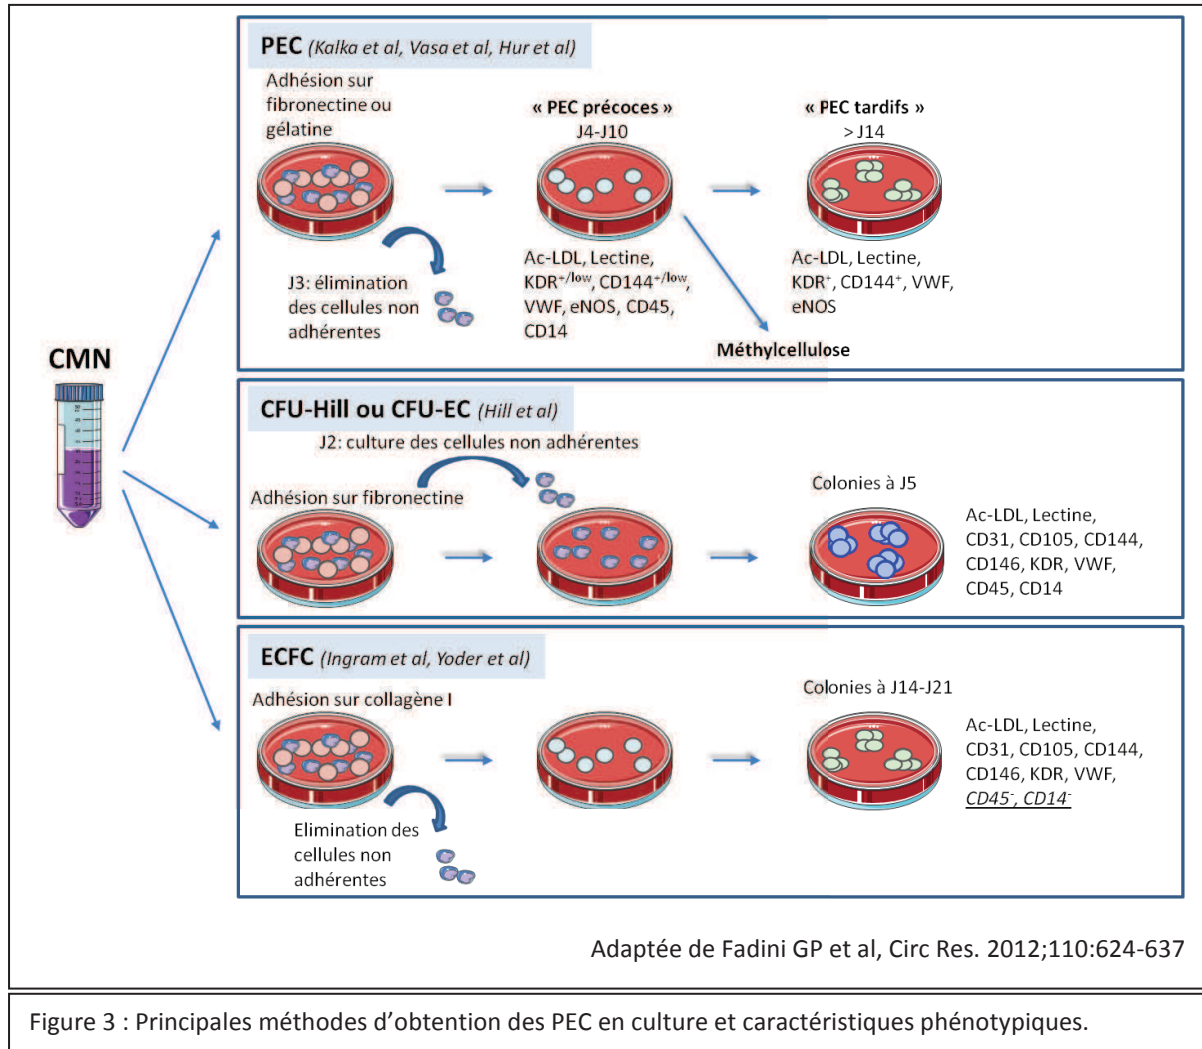 PEC (Kalka et al, Vasa et al, Hur et al)
Adhésion sur
fibronectine ou
gélatine
« PEC précoces »
J4-J10
« PEC tardifs »
> J14
J3: élimination
des cellules non
adhérentes
Ac-LDL, Lectine,
KDR+/low, CD144+/low,
VWF, eNOS, CD45,
CD14
Ac-LDL, Lectine,
KDR+, CD144+, VWF,
eNOS
Méthylcellulose
CMN
CFU-Hill ou CFU-EC (Hill et al)
J2: culture des cellules non adhérentes
Adhésion sur fibronectine
Colonies à J5
Ac-LDL, Lectine,
CD31, CD105, CD144,
CD146, KDR, VWF,
CD45, CD14
ECFC (Ingram et al, Yoder et al)
Adhésion sur collagène I
Colonies à J14-J21
Elimination des
cellules non
adhérentes
Ac-LDL, Lectine,
CD31, CD105, CD144,
CD146, KDR, VWF,
CD45-, CD14-
Adaptée de Fadini GP et al, Circ Res. 2012;110:624-637
Figure 3 : Principales méthodes d'obtention des PEC en culture et caractéristiques phénotypiques.